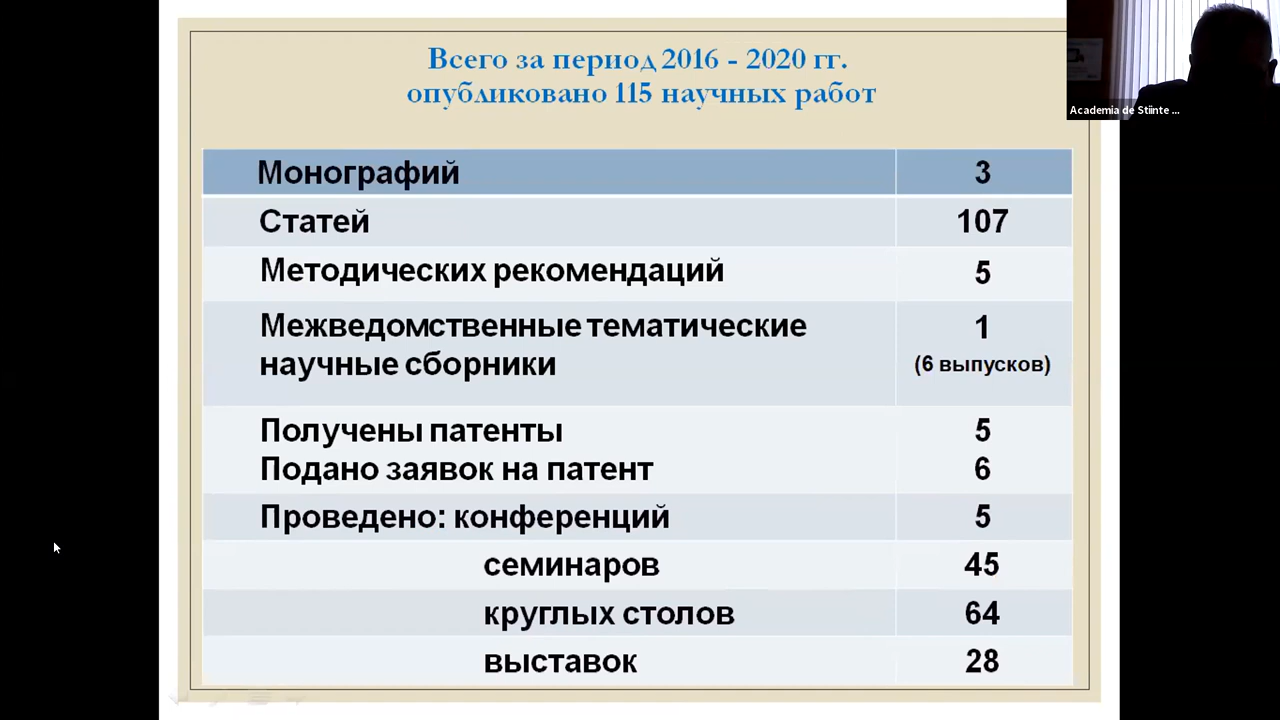 Всего за период 2016 - 2020 гг.
опубликовано 115 научных работ
Academia de Stiinte ...
Монографий 3
Статей 107
Методических рекомендаций 5
Межведомственные тематические 1
научные сборники (6 выпусков)
Получены патенты 5
Подано заявок на патент 6
Проведено: конференций 5
семинаров 45
круглых столов 64
выставок 28